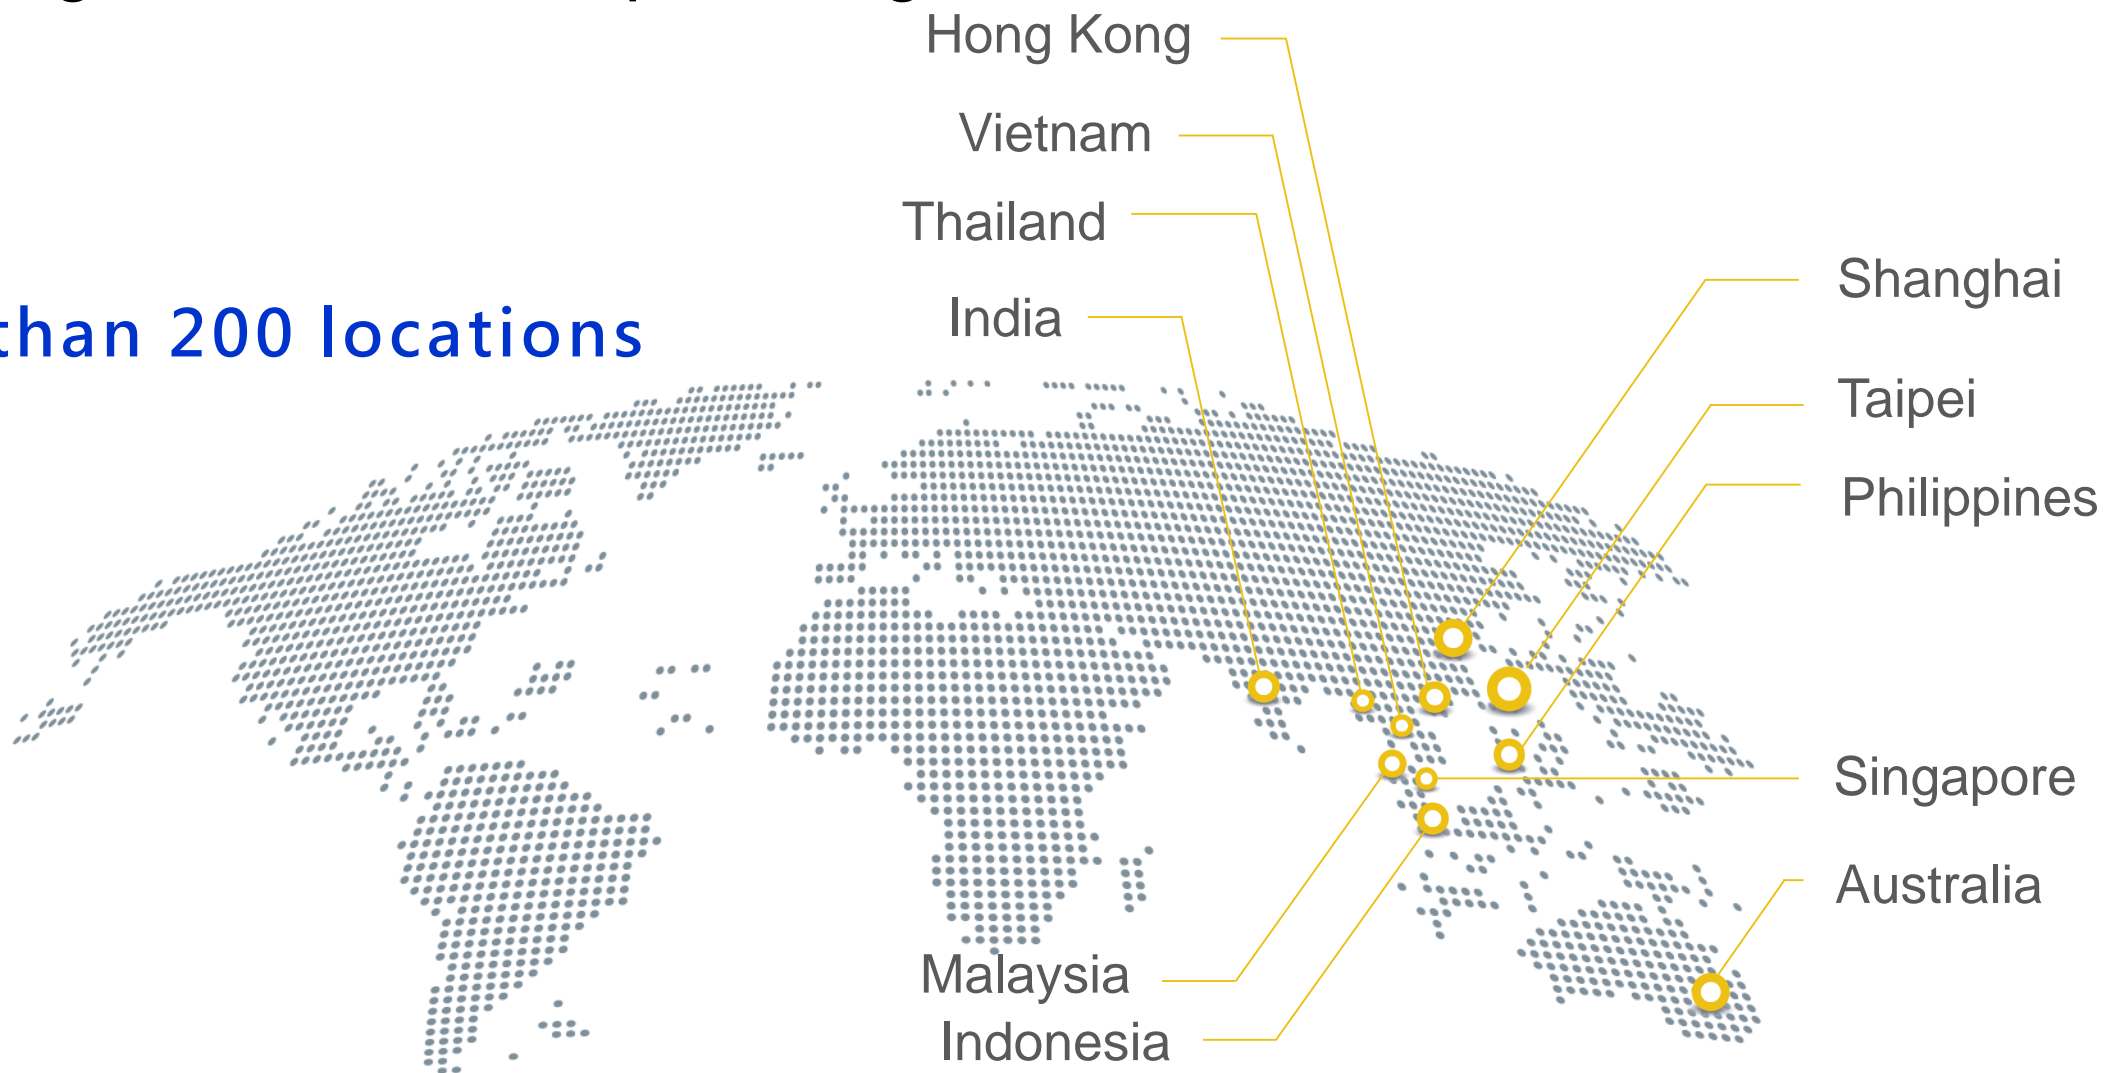 Hong Kong
Vietnam
Thailand
India
than 200 locations
Shanghai
Taipei
Philippines
Singapore
Australia
Malaysia
Indonesia